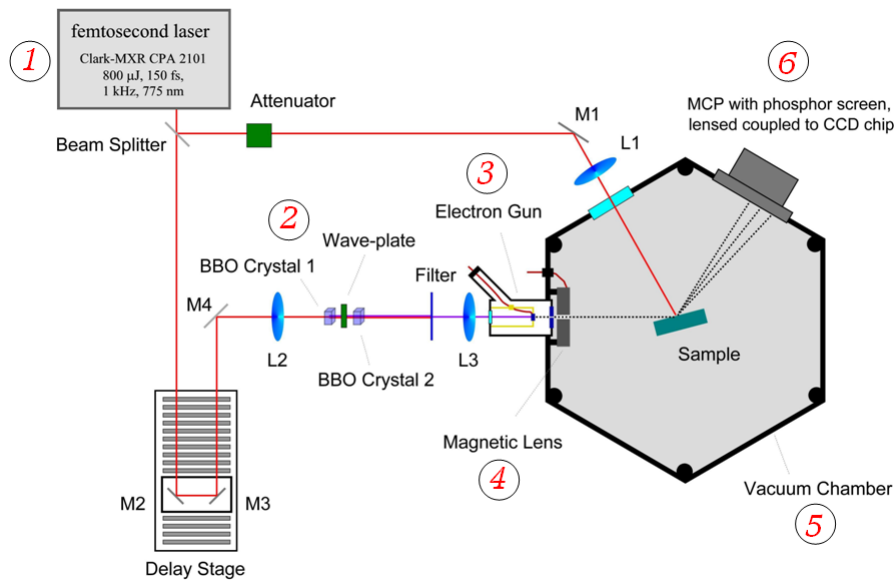 1
femtosecond laser
Clark-MXR CPA 2101
800 μJ, 150 fs,
1 kHz, 775 nm
Beam Splitter
Attenuator
M1
L1
6
MCP with phosphor screen,
lensed coupled to CCD chip
3
Electron Gun
2
Wave-plate
BBO Crystal 1
Filter
M4
L2
BBO Crystal 2
L3
Sample
Magnetic Lens
4
Vacuum Chamber
5
M2
M3
Delay Stage